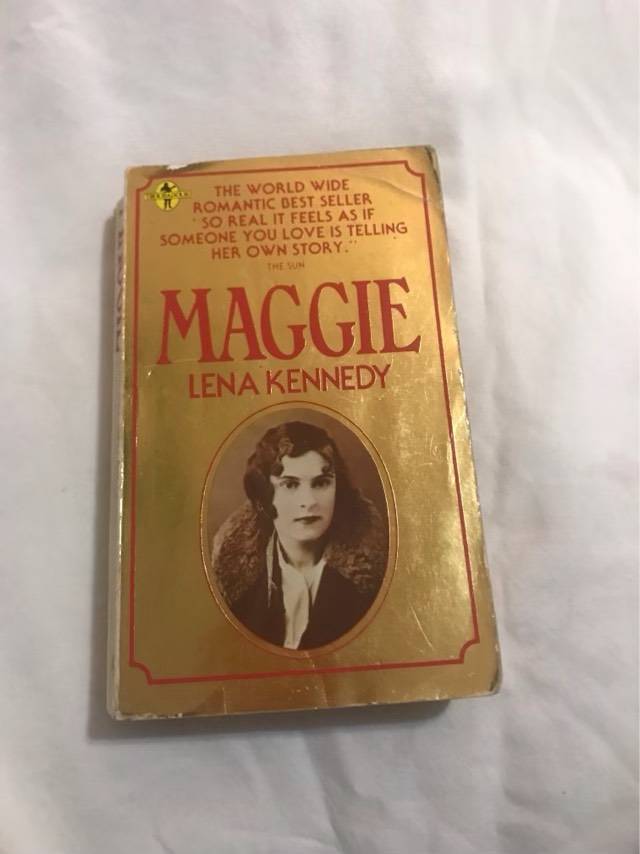 THE WORLD WIDE
ROMANTIC BEST SELLER
"SO REAL IT FEELS AS IF
SOMEONE YOU LOVE IS TELLING
HER OWN STORY."
THE SUN
MAGGIE
LENA KENNEDY